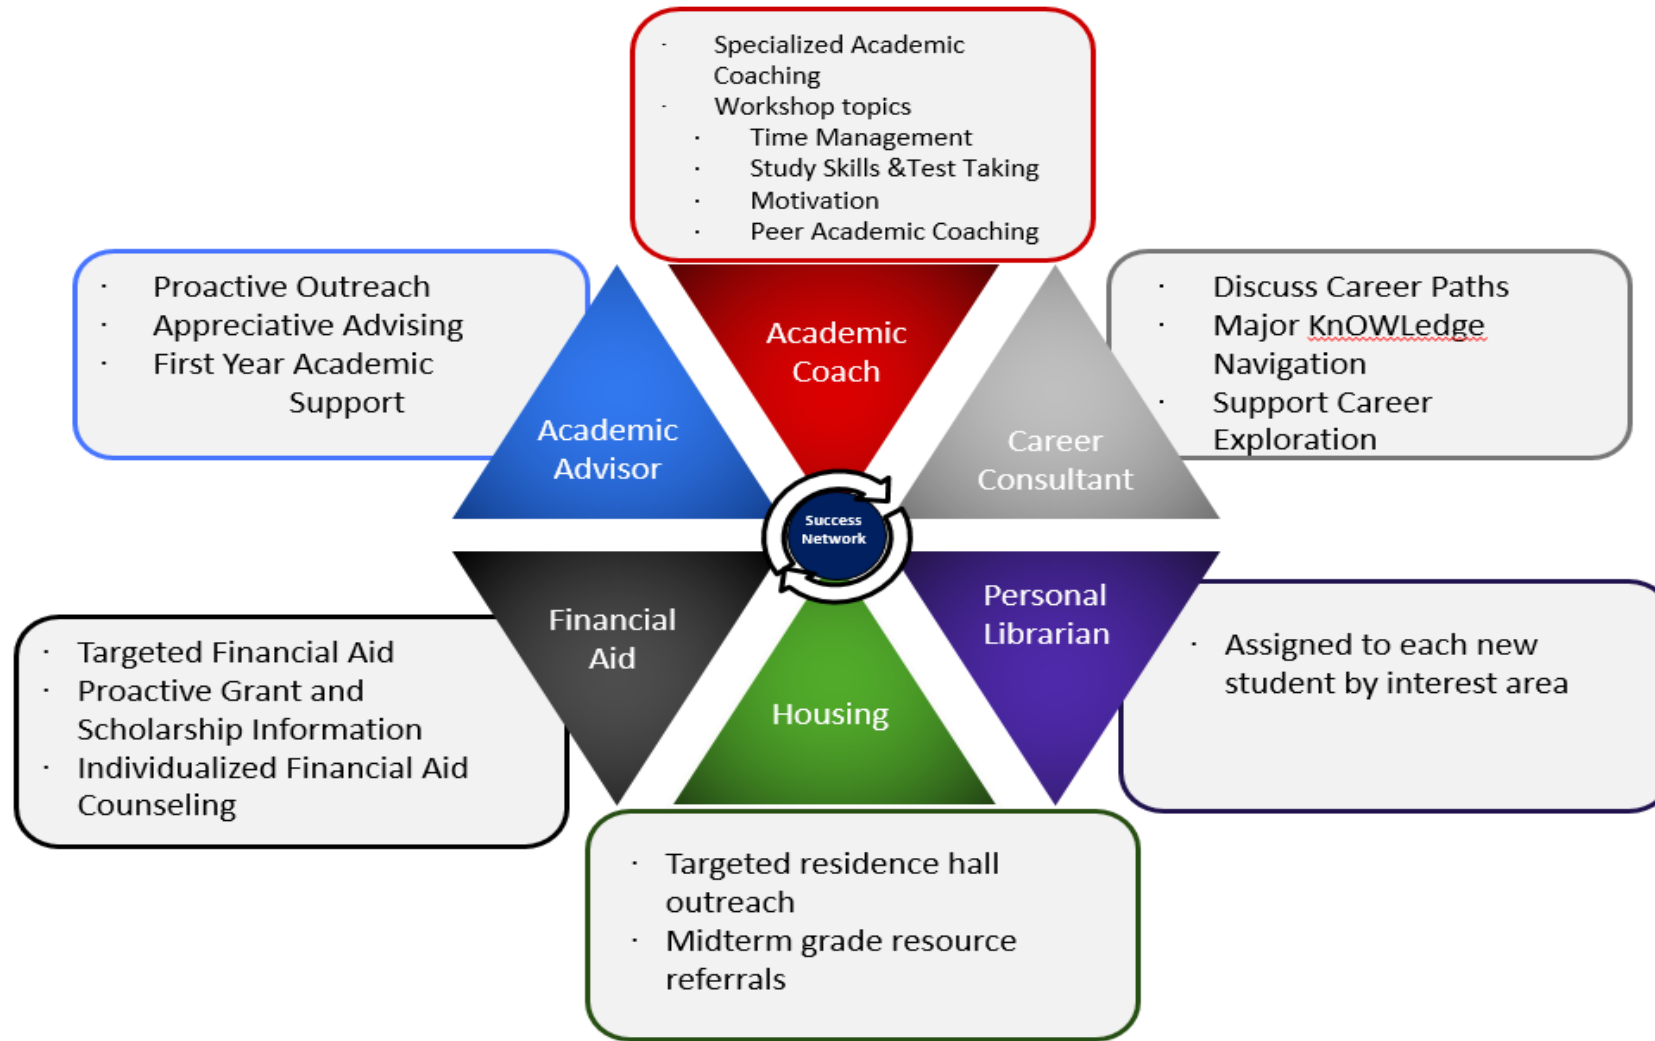 · Specialized Academic
Coaching
· Workshop topics
· Time Management
· Study Skills &Test Taking
· Motivation
· Peer Academic Coaching
· Proactive Outreach
· Appreciative Advising
· First Year Academic
Support
· Discuss Career Paths
· Major KnOWLedge
Navigation
· Support Career
Exploration
Academic
Coach
Academic
Advisor
Career
Consultant
Success
Network
Financial
Aid
Personal
Librarian
Housing
· Targeted Financial Aid
· Proactive Grant and
Scholarship Information
· Individualized Financial Aid
Counseling
· Assigned to each new
student by interest area
· Targeted residence hall
outreach
· Midterm grade resource
referrals